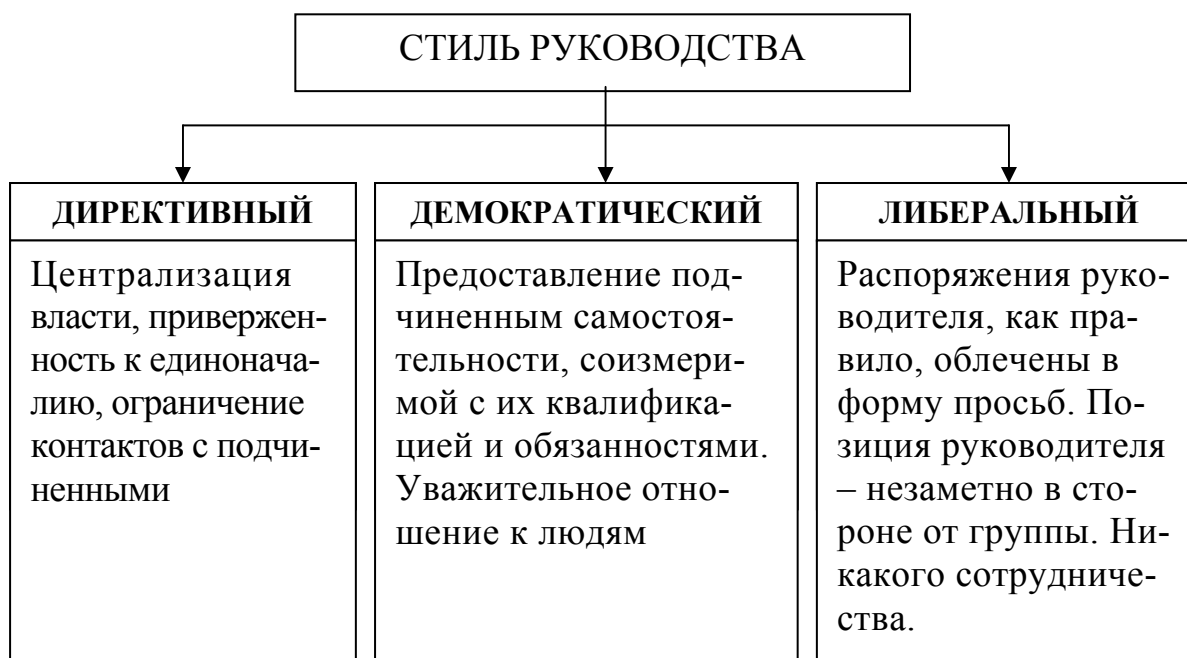 СТИЛЬ РУКОВОДСТВА
ДИРЕКТИВНЫЙ
Централизация
власти, привержен-
ность к единонача-
лию, ограничение
контактов с подчи-
ненными
ДЕМОКРАТИЧЕСКИЙ
Предоставление под-
чиненным самостоя-
тельности, соизмери-
мой с их квалифика-
цией и обязанностями.
Уважительное отно-
шение к людям
ЛИБЕРАЛЬНЫЙ
Распоряжения руко-
водителя, как пра-
вило, облечены в
форму просьб. По-
зиция руководителя
– незаметно в сто-
роне от группы. Ни-
какого сотрудниче-
ства.